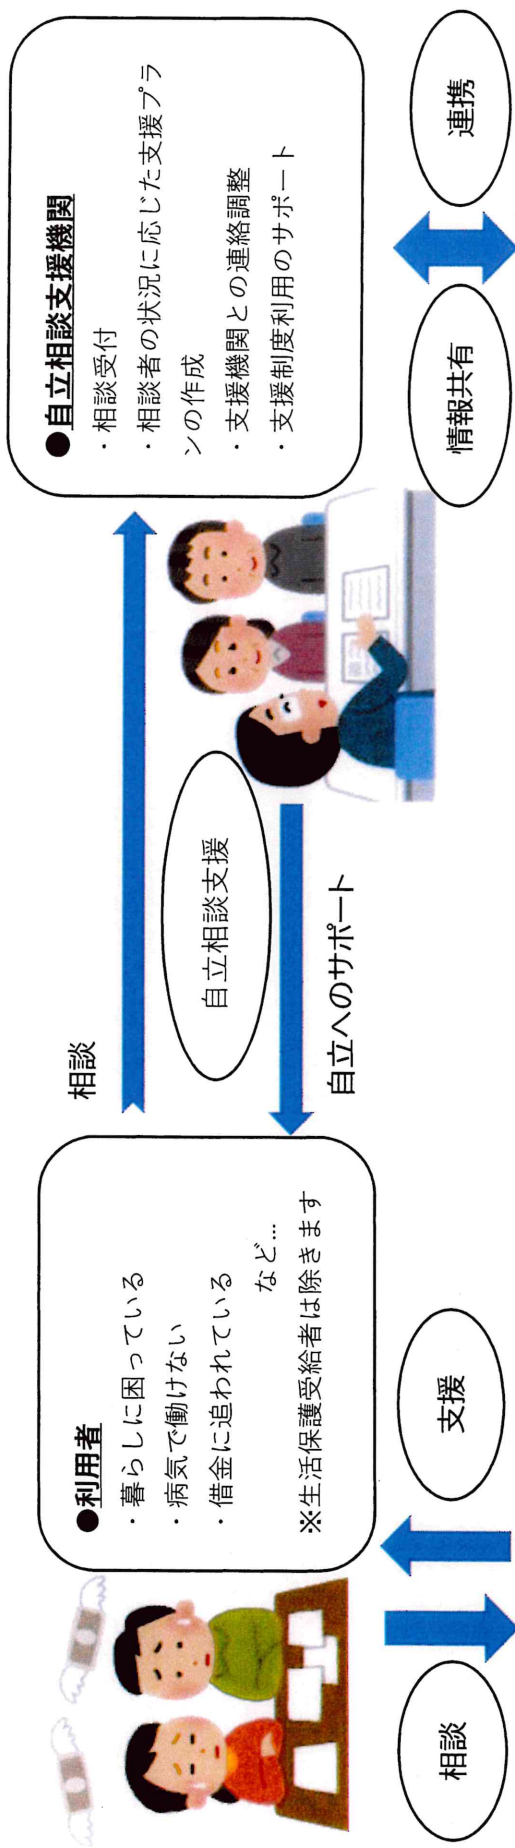 ●利用者
・暮らしに困っている
・病気で働けない
・借金に追われている
など…
※生活保護受給者は除きます
相談
自立相談支援
自立へのサポート
●自立相談支援機関
・相談受付
・相談者の状況に応じた支援プラ
ンの作成
・支援機関との連絡調整
・支援制度利用のサポート
相談
支援
情報共有
連携